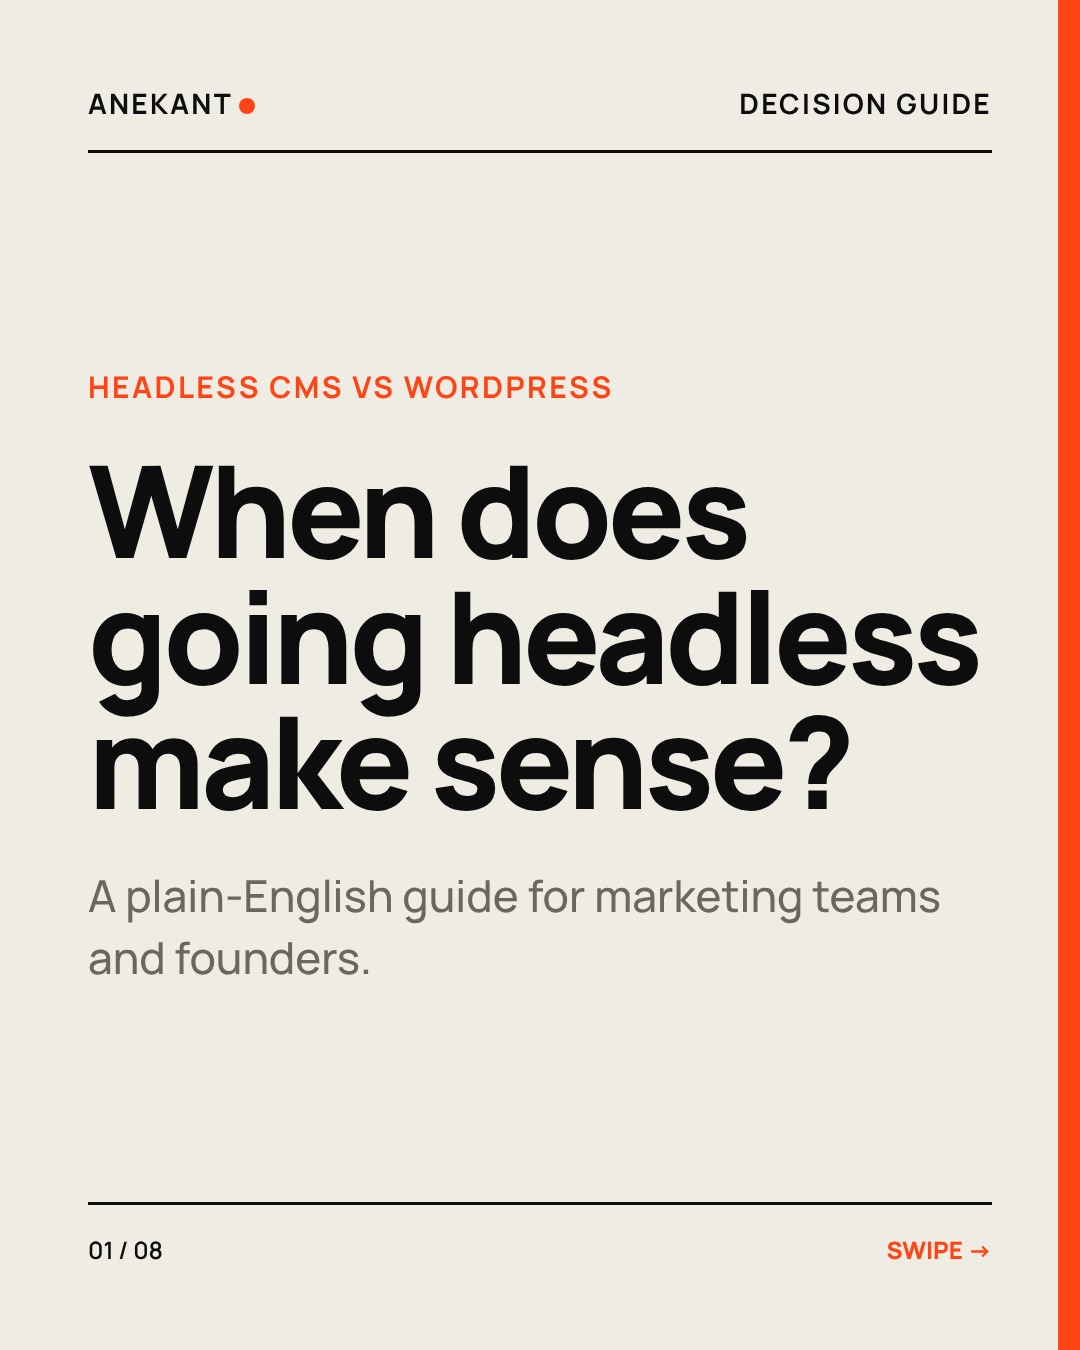 ANEKANT
DECISION GUIDE
HEADLESS CMS VS WORDPRESS
When does
going headless
make sense?
A plain-English guide for marketing teams
and founders.
01 / 08
SWIPE →